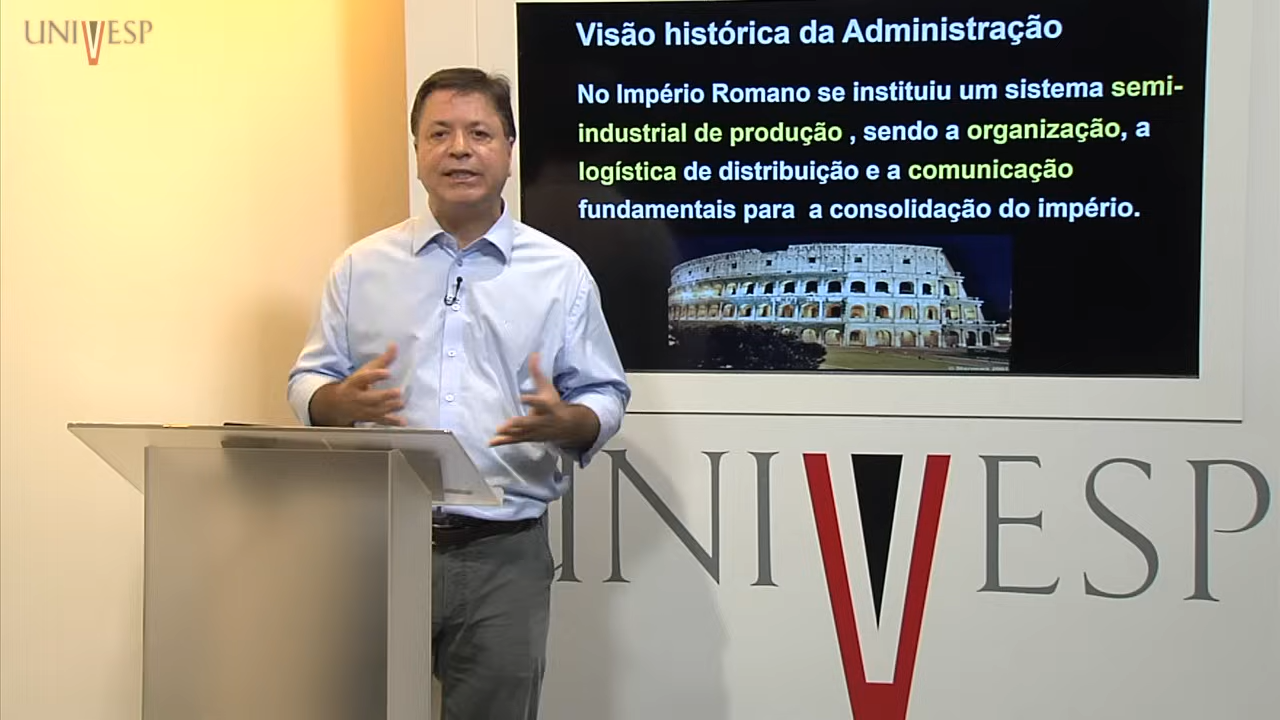 UNIVESP
Visão histórica da Administração
No Império Romano se instituiu um sistema semi-
industrial de produção , sendo a organização, a
logística de distribuição e a comunicação
fundamentais para a consolidação do império.
UNIVESP